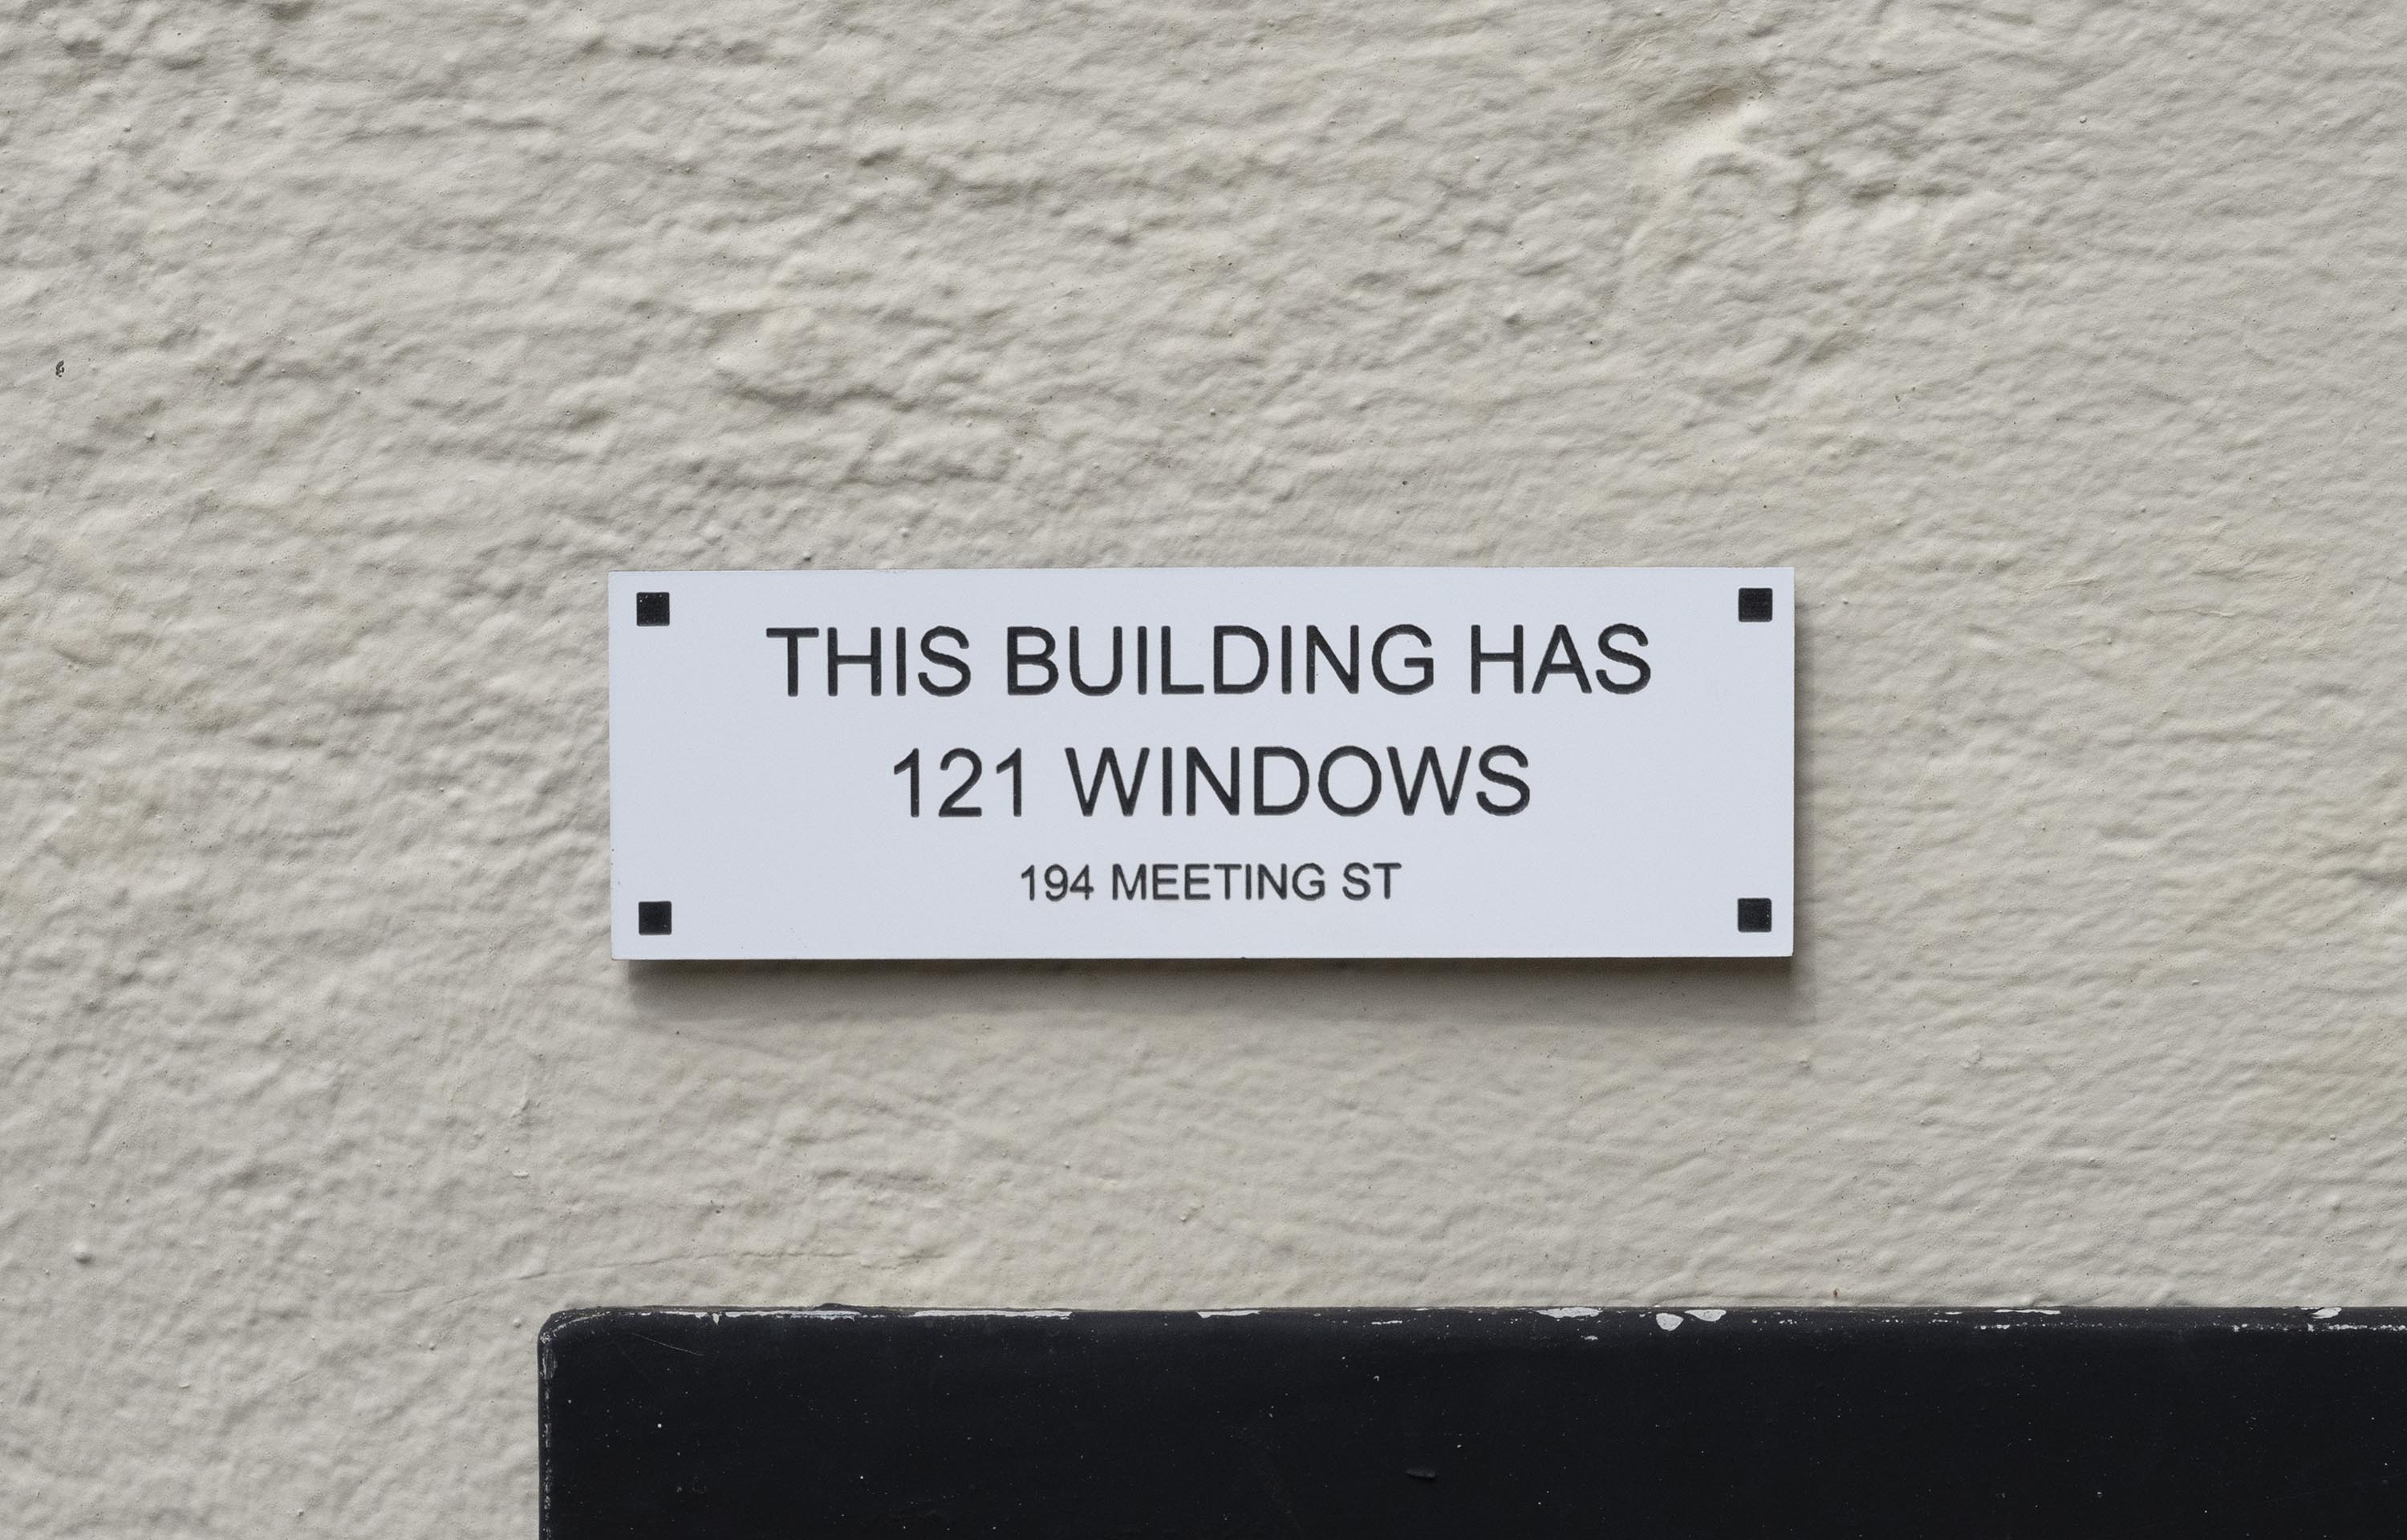 THIS BUILDING HAS
121 WINDOWS
194 MEETING ST